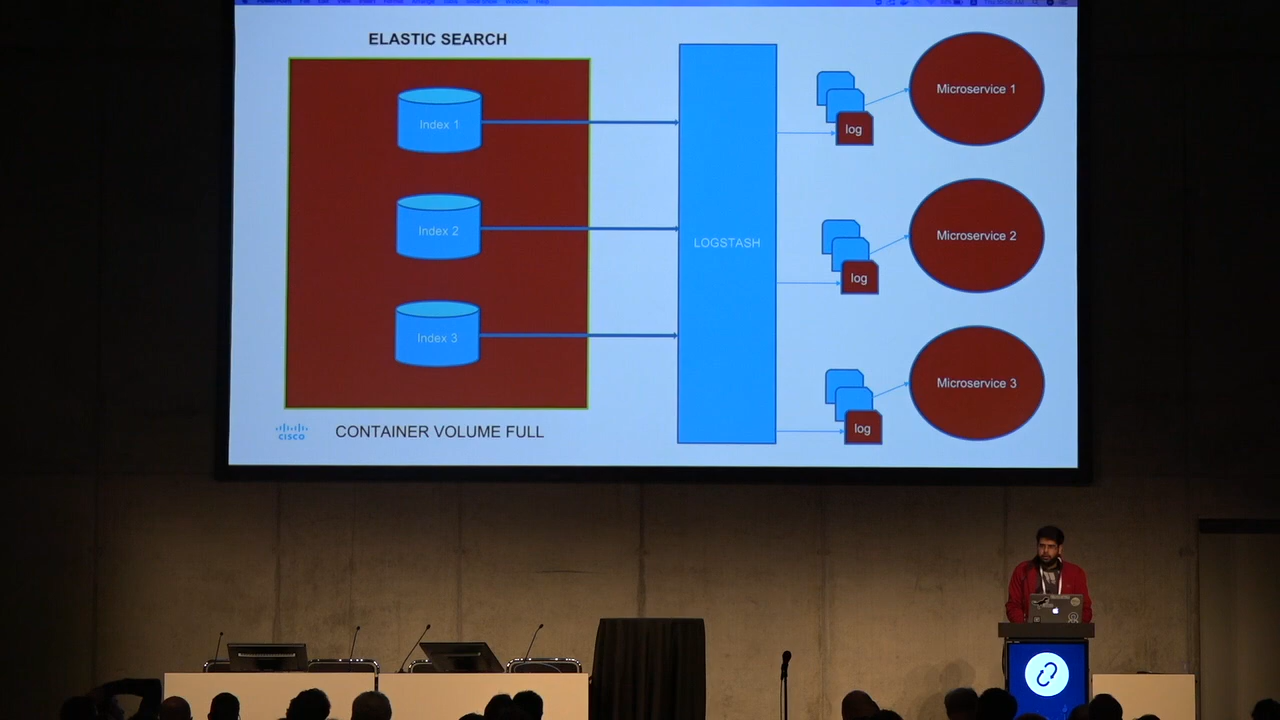 ELASTIC SEARCH
Index 1
Index 2
Index 3
CISCO
CONTAINER VOLUME FULL
LOGSTASH
log
log
log
Microservice 1
Microservice 2
Microservice 3